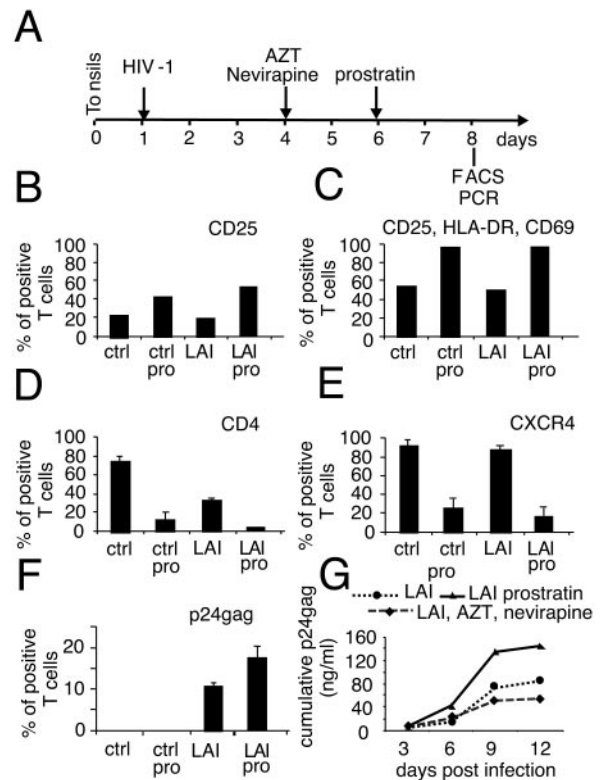 A
To nsils
HIV -1
AZT
Nevirapine
prostratin
0 1 2 3 4 5 6 7 8 days
FACS
PCR
B
CD25
% of positive
T cells
100
80
60
40
20
0
ctrl ctrl pro LAI LAI pro
C
CD25, HLA-DR, CD69
% of positive
T cells
100
80
60
40
20
0
ctrl ctrl pro LAI LAI pro
D
CD4
% of positive
T cells
100
80
60
40
20
0
ctrl ctrl pro LAI LAI pro
E
CXCR4
% of positive
T cells
100
80
60
40
20
0
ctrl ctrl pro LAI LAI pro
F
p24gag
% of positive
T cells
20
10
0
ctrl ctrl pro LAI LAI pro
G
LAI LAI prostratin
LAI, AZT, nevirapine
cumulative p24gag
(ng/ml)
160
120
80
40
0
3 6 9 12
days post infection